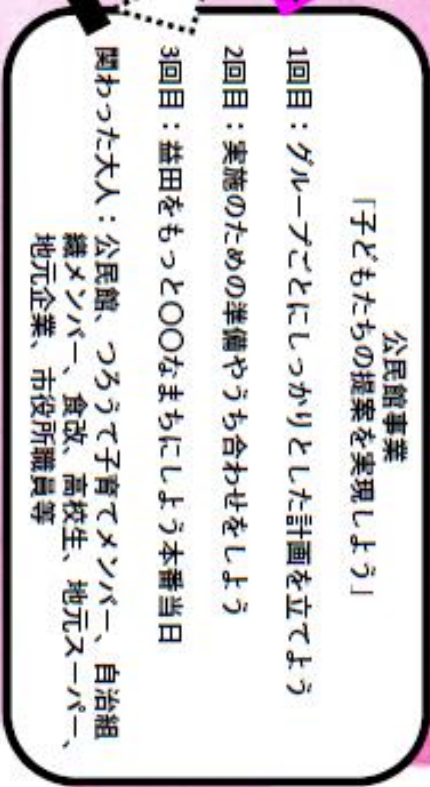 公民館事業
「子どもたちの提案を実現しよう」
1回目：グループごとにしっかりとした計画を立てよう
2回目：実施のための準備やうち合わせをしよう
3回目：益田をもっと〇〇なまちにしよう本番当日
関わった大人：公民館、つろうて子育てメンバー、自治組
織メンバー、食改、高校生、地元スーパー、
地元企業、市役所職員等